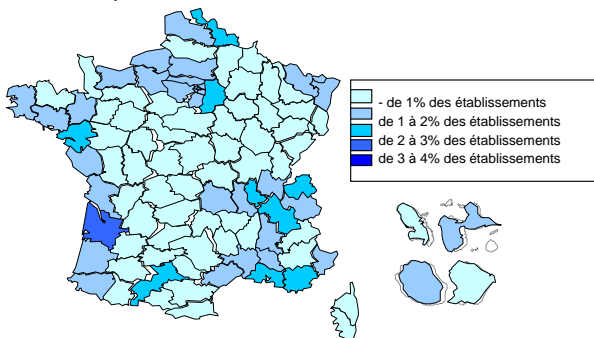 - de 1% des établissements
de 1 à 2% des établissements
de 2 à 3% des établissements
de 3 à 4% des établissements